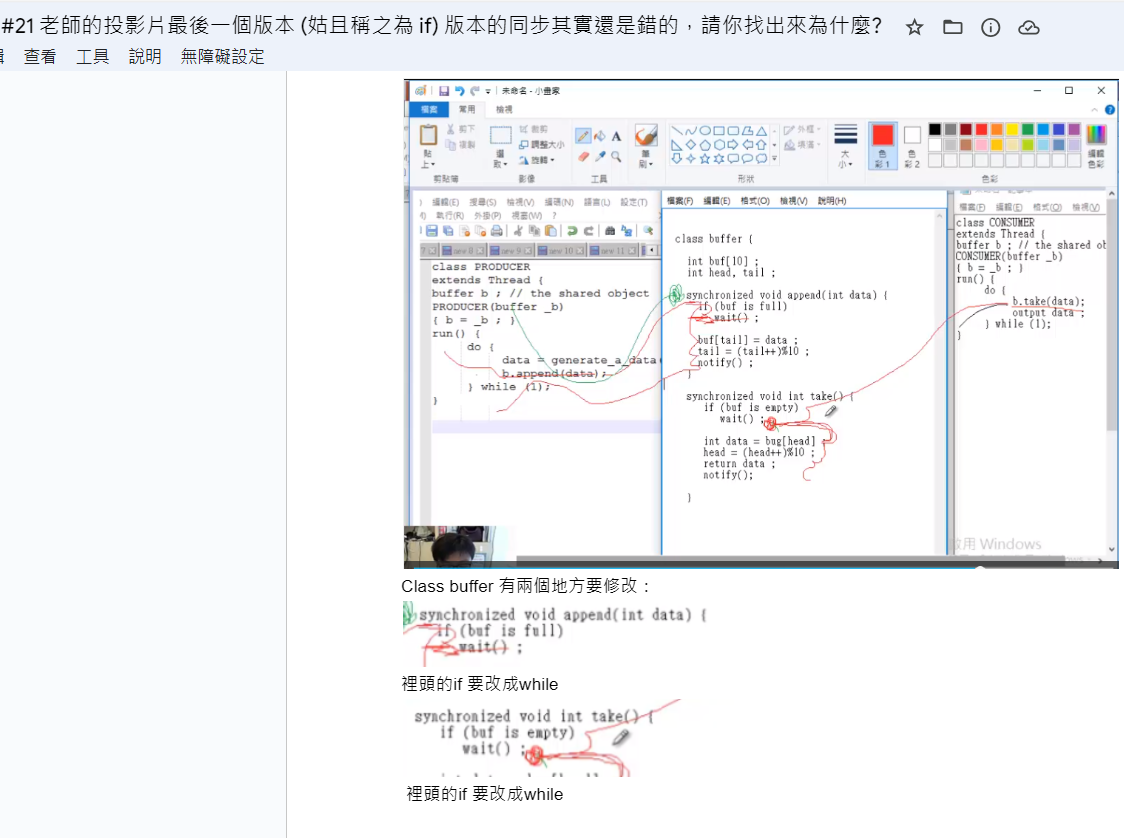 #21 老師的投影片最後一個版本 (姑且稱之為 if) 版本的同步其實還是錯的，請你找出來為什麼?
查看 工具 說明 無障礙設定
未命名 - 小畫家
檔案 常用 檢視
剪下
複製
貼上
剪貼簿
選取
裁剪
調整大小
旋轉
影像
工具
筆刷
外框
填滿
形狀
大小
色彩 1
色彩 2
編輯色彩
色彩
編輯(E) 搜尋(S) 檢視(V) 編碼(N) 語言(L) 設定(T)
執行(R) 外掛(P) 視窗(W) ?
new 8 new 9 new 10 new 11
class PRODUCER
extends Thread {
buffer b ; // the shared object
PRODUCER(buffer _b)
{ b = _b ; }
run() {
do {
data = generate_a_data
b.append(data);
} while (1);
}
檔案(F) 編輯(E) 格式(O) 檢視(V) 說明(H)
class buffer {
int buf[10] ;
int head, tail ;
synchronized void append(int data) {
if (buf is full)
wait() ;
buf[tail] = data ;
tail = (tail++)%10 ;
notify() ;
}
synchronized void int take() {
if (buf is empty)
wait() ;
int data = bug[head]
head = (head++)%10 ;
return data ;
notify();
}
檔案(F) 編輯(E) 格式(O) 檢視(V)
class CONSUMER
extends Thread {
buffer b ; // the shared ob
CONSUMER(buffer _b)
{ b = _b ; }
run() {
do {
b.take(data);
output data ;
} while (1);
}
啟用 Windows
Class buffer 有兩個地方要修改：
synchronized void append(int data) {
if (buf is full)
wait() ;
裡頭的if 要改成while
synchronized void int take() {
if (buf is empty)
wait() ;
裡頭的if 要改成while